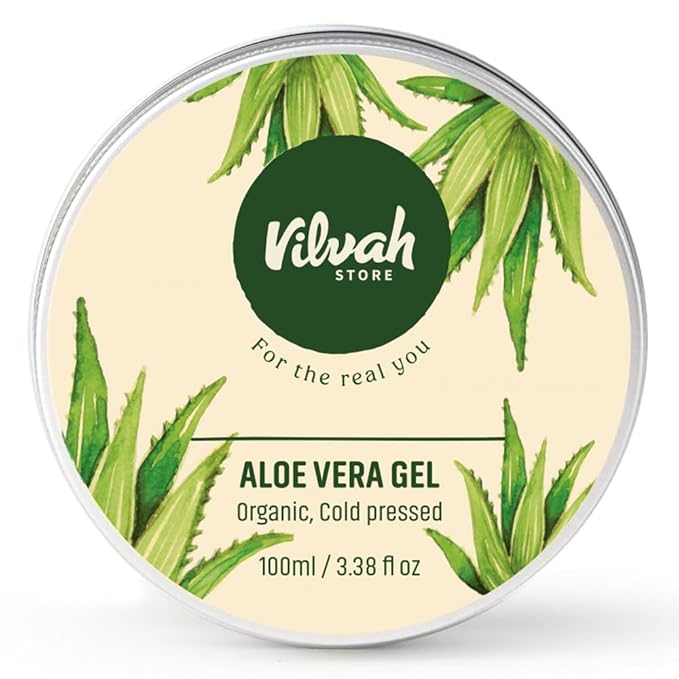 Vilvah
STORE
For the real you
ALOE VERA GEL
Organic, Cold pressed
100ml / 3.38 fl oz